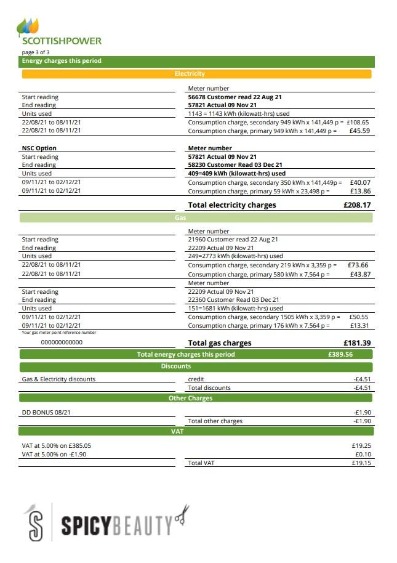 SCOTTISHPOWER
page 3 of 3
Energy charges this period
Electricity
Meter number
Start reading 56678 Customer read 22 Aug 21
End reading 57821 Actual 09 Nov 21
Units used 1143 = 1143 kWh (kilowatt-hrs) used
22/08/21 to 08/11/21 Consumption charge, secondary 949 kWh x 141,449 p = £108.65
22/08/21 to 08/11/21 Consumption charge, primary 949 kWh x 141,449 p = £45.59
NSC Option Meter number
Start reading 57821 Actual 09 Nov 21
End reading 58230 Customer Read 03 Dec 21
Units used 409=409 kWh (kilowatt-hrs) used
09/11/21 to 02/12/21 Consumption charge, secondary 350 kWh x 141,449p = £40.07
09/11/21 to 02/12/21 Consumption charge, primary 59 kWh x 23,498 p = £13.86
Total electricity charges £208.17
Gas
Meter number
Start reading 21960 Customer read 22 Aug 21
End reading 22209 Actual 09 Nov 21
Units used 249=2773 kWh (kilowatt-hrs) used
22/08/21 to 08/11/21 Consumption charge, secondary 219 kWh x 3,359 p = £73.66
22/08/21 to 08/11/21 Consumption charge, primary 580 kWh x 7,564 p = £43.87
Meter number
Start reading 22209 Actual 09 Nov 21
End reading 22360 Customer Read 03 Dec 21
Units used 151=1681 kWh (kilowatt-hrs) used
09/11/21 to 02/12/21 Consumption charge, secondary 1505 kWh x 3,359 p = £50.55
09/11/21 to 02/12/21 Consumption charge, primary 176 kWh x 7.564 p = £13.31
Your gas meter point reference number
000000000000 Total gas charges £181.39
Total energy charges this period £389.56
Discounts
Gas & Electricity discounts credit -£4.51
Total discounts -£4.51
Other Charges
DD BONUS 08/21 -£1.90
Total other charges -£1.90
VAT
VAT at 5.00% on £385.05 £19.25
VAT at 5.00% on -£1.90 £0.10
Total VAT £19.15
SPICYBEAUTY